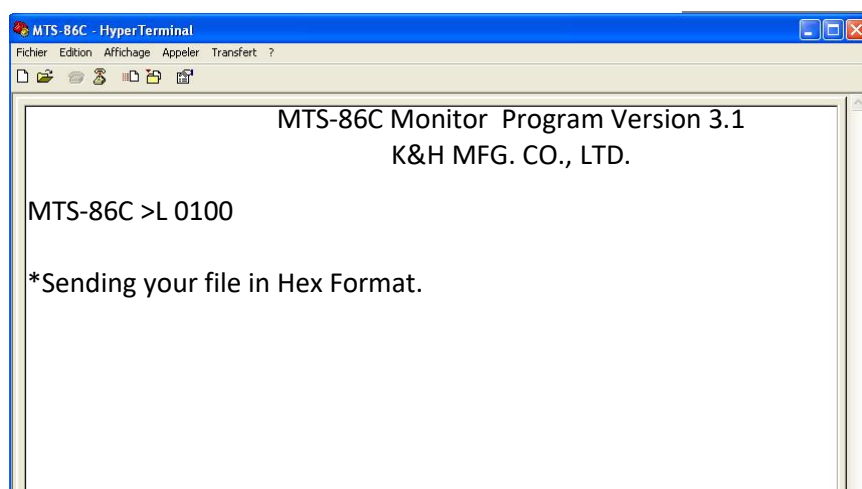 MTS-86C - HyperTerminal
Fichier Edition Affichage Appeler Transfert ?
MTS-86C Monitor Program Version 3.1
K&H MFG. CO., LTD.
MTS-86C >L 0100
*Sending your file in Hex Format.